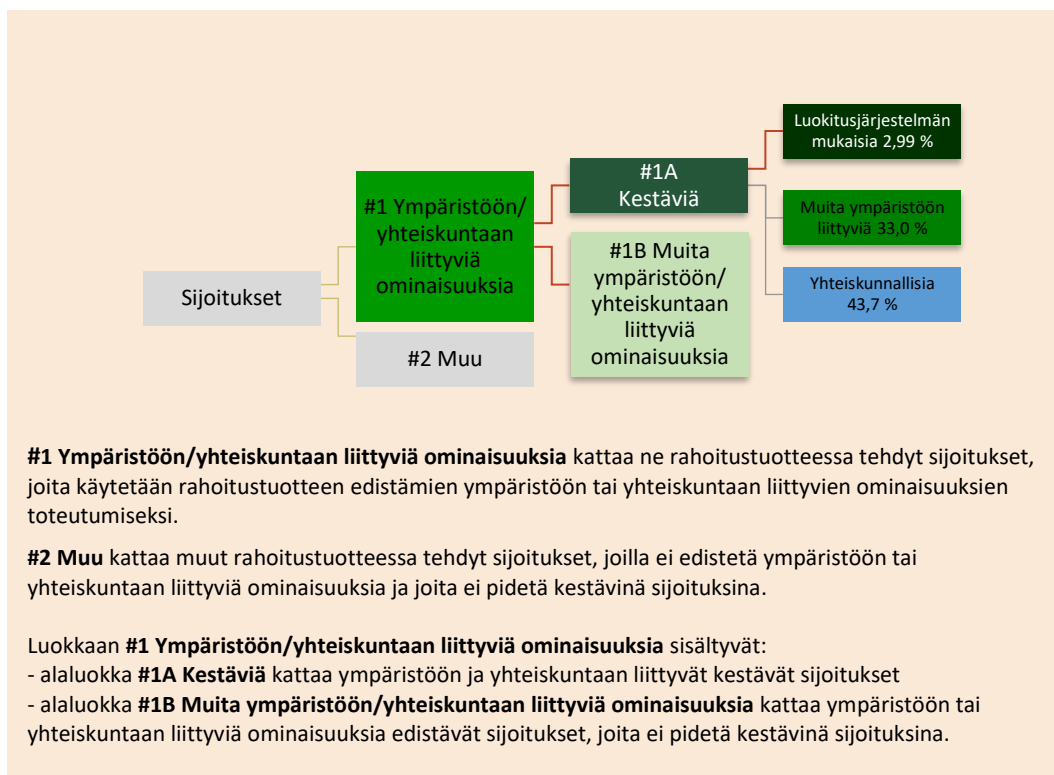 Sijoitukset
#1 Ympäristöön/
yhteiskuntaan
liittyviä
ominaisuuksia
#2 Muu
#1A
Kestäviä
#1B Muita
ympäristöön/
yhteiskuntaan
liittyviä
ominaisuuksia
Luokitusjärjestelmän
mukaisia 2,99 %
Muita ympäristöön
liittyviä 33,0 %
Yhteiskunnallisia
43,7 %
#1 Ympäristöön/yhteiskuntaan liittyviä ominaisuuksia kattaa ne rahoitustuotteessa tehdyt sijoitukset,
joita käytetään rahoitustuotteen edistämien ympäristöön tai yhteiskuntaan liittyvien ominaisuuksien
toteutumiseksi.
#2 Muu kattaa muut rahoitustuotteessa tehdyt sijoitukset, joilla ei edistetä ympäristöön tai
yhteiskuntaan liittyviä ominaisuuksia ja joita ei pidetä kestävinä sijoituksina.
Luokkaan #1 Ympäristöön/yhteiskuntaan liittyviä ominaisuuksia sisältyvät:
- alaluokka #1A Kestäviä kattaa ympäristöön ja yhteiskuntaan liittyvät kestävät sijoitukset
- alaluokka #1B Muita ympäristöön/yhteiskuntaan liittyviä ominaisuuksia kattaa ympäristöön tai
yhteiskuntaan liittyviä ominaisuuksia edistävät sijoitukset, joita ei pidetä kestävinä sijoituksina.